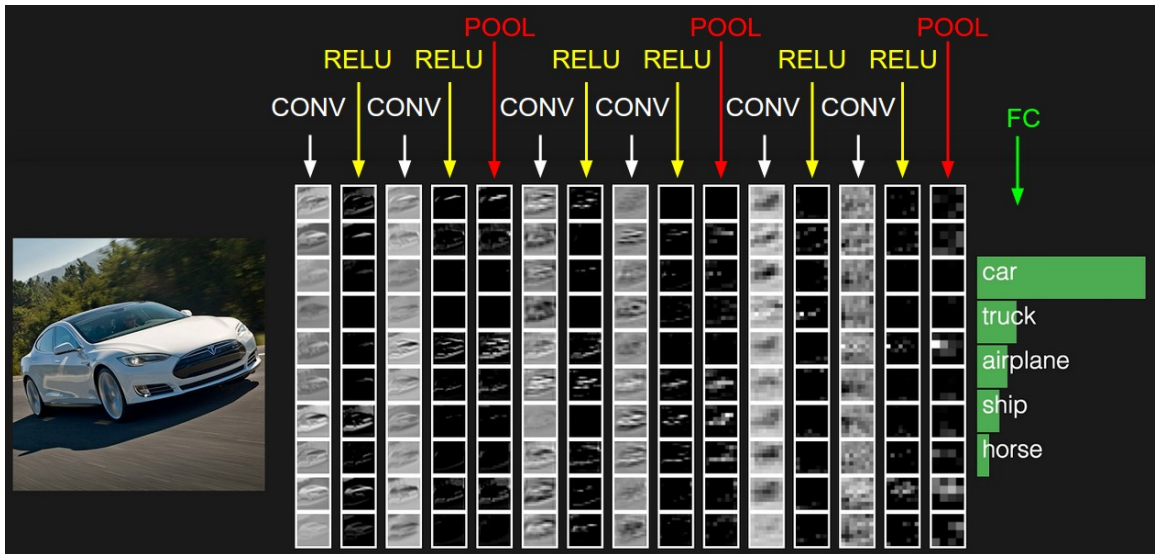 POOL POOL POOL
RELU RELU RELU RELU RELU RELU
CONV CONV CONV CONV CONV CONV
FC
car
truck
airplane
ship
horse